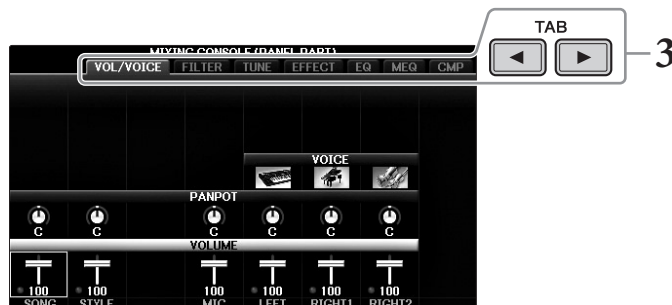 TAB
3
MIXING CONSOLE (PANEL PART)
VOL/VOICE FILTER TUNE EFFECT EQ MEQ CMP
VOICE
PANPOT
C C C C C C
VOLUME
100 100 100 100 100 100
SONG STYLE MIC LEFT RIGHT1 RIGHT2